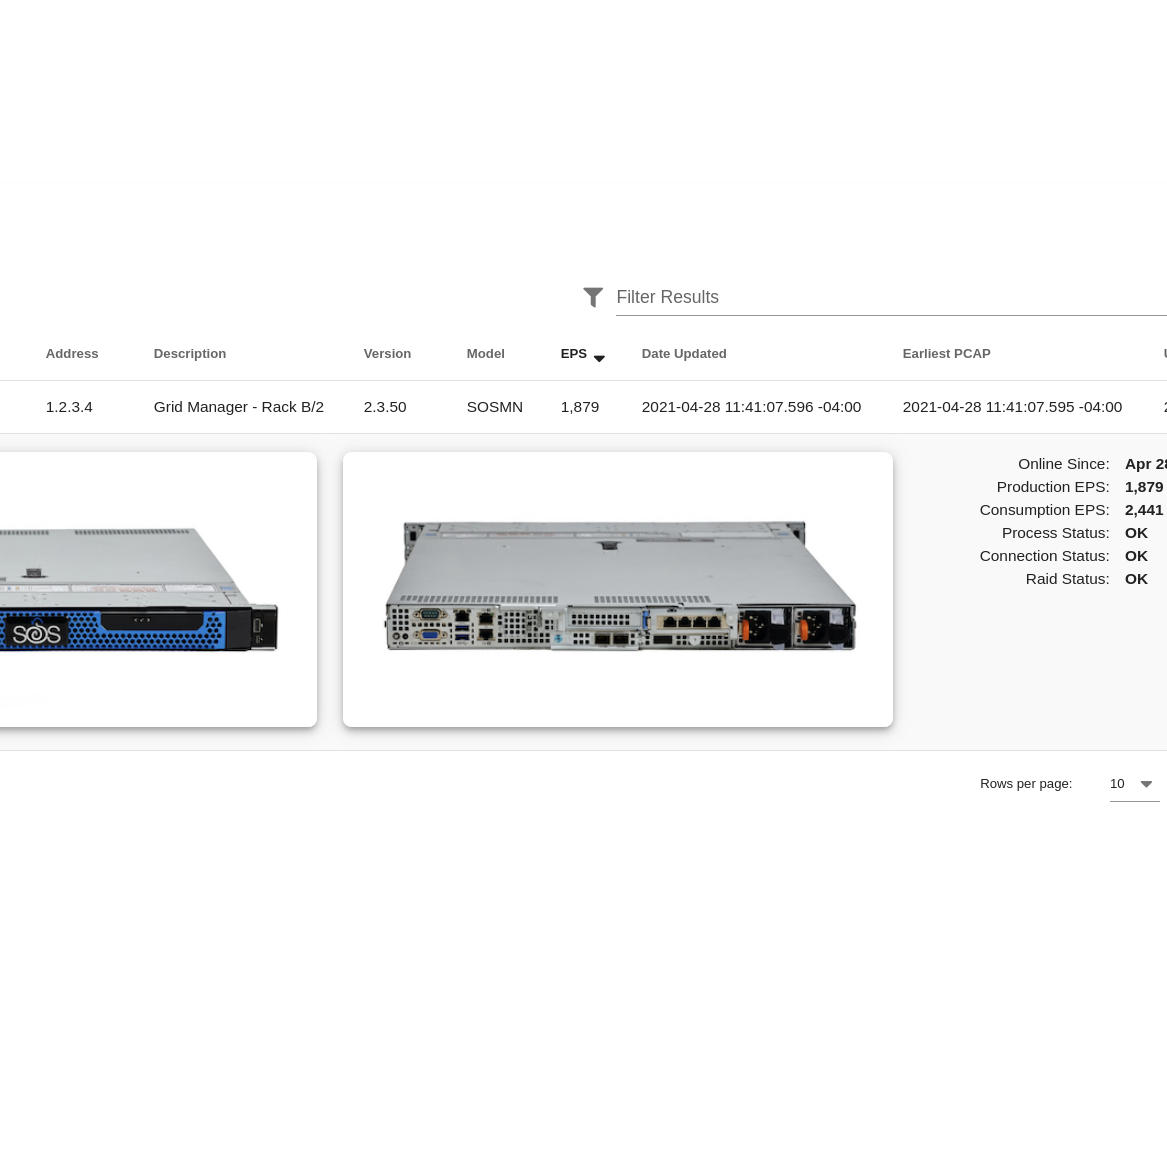 Filter Results
Address Description Version Model EPS Date Updated Earliest PCAP
1.2.3.4 Grid Manager - Rack B/2 2.3.50 SOSMN 1,879 2021-04-28 11:41:07.596 -04:00 2021-04-28 11:41:07.595 -04:00
Online Since: Apr 28
Production EPS: 1,879
Consumption EPS: 2,441
Process Status: OK
Connection Status: OK
Raid Status: OK
SOS
Rows per page: 10